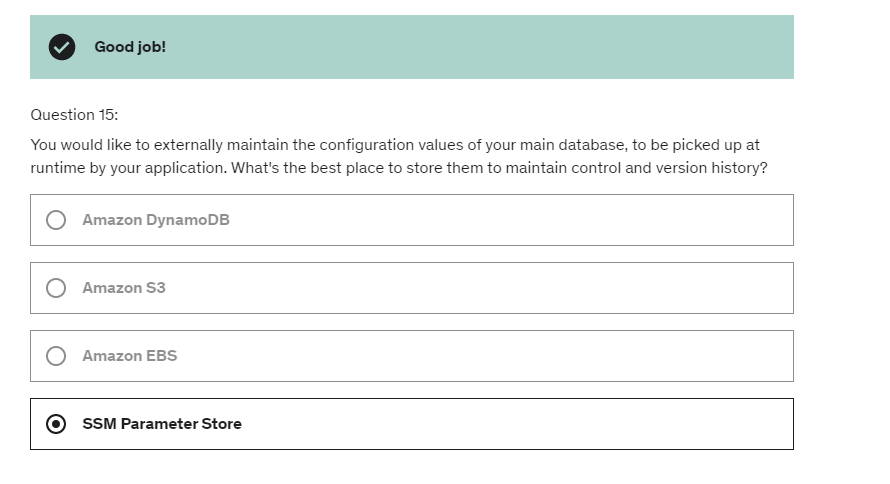 Good job!
Question 15:
You would like to externally maintain the configuration values of your main database, to be picked up at
runtime by your application. What's the best place to store them to maintain control and version history?
Amazon DynamoDB
Amazon S3
Amazon EBS
SSM Parameter Store